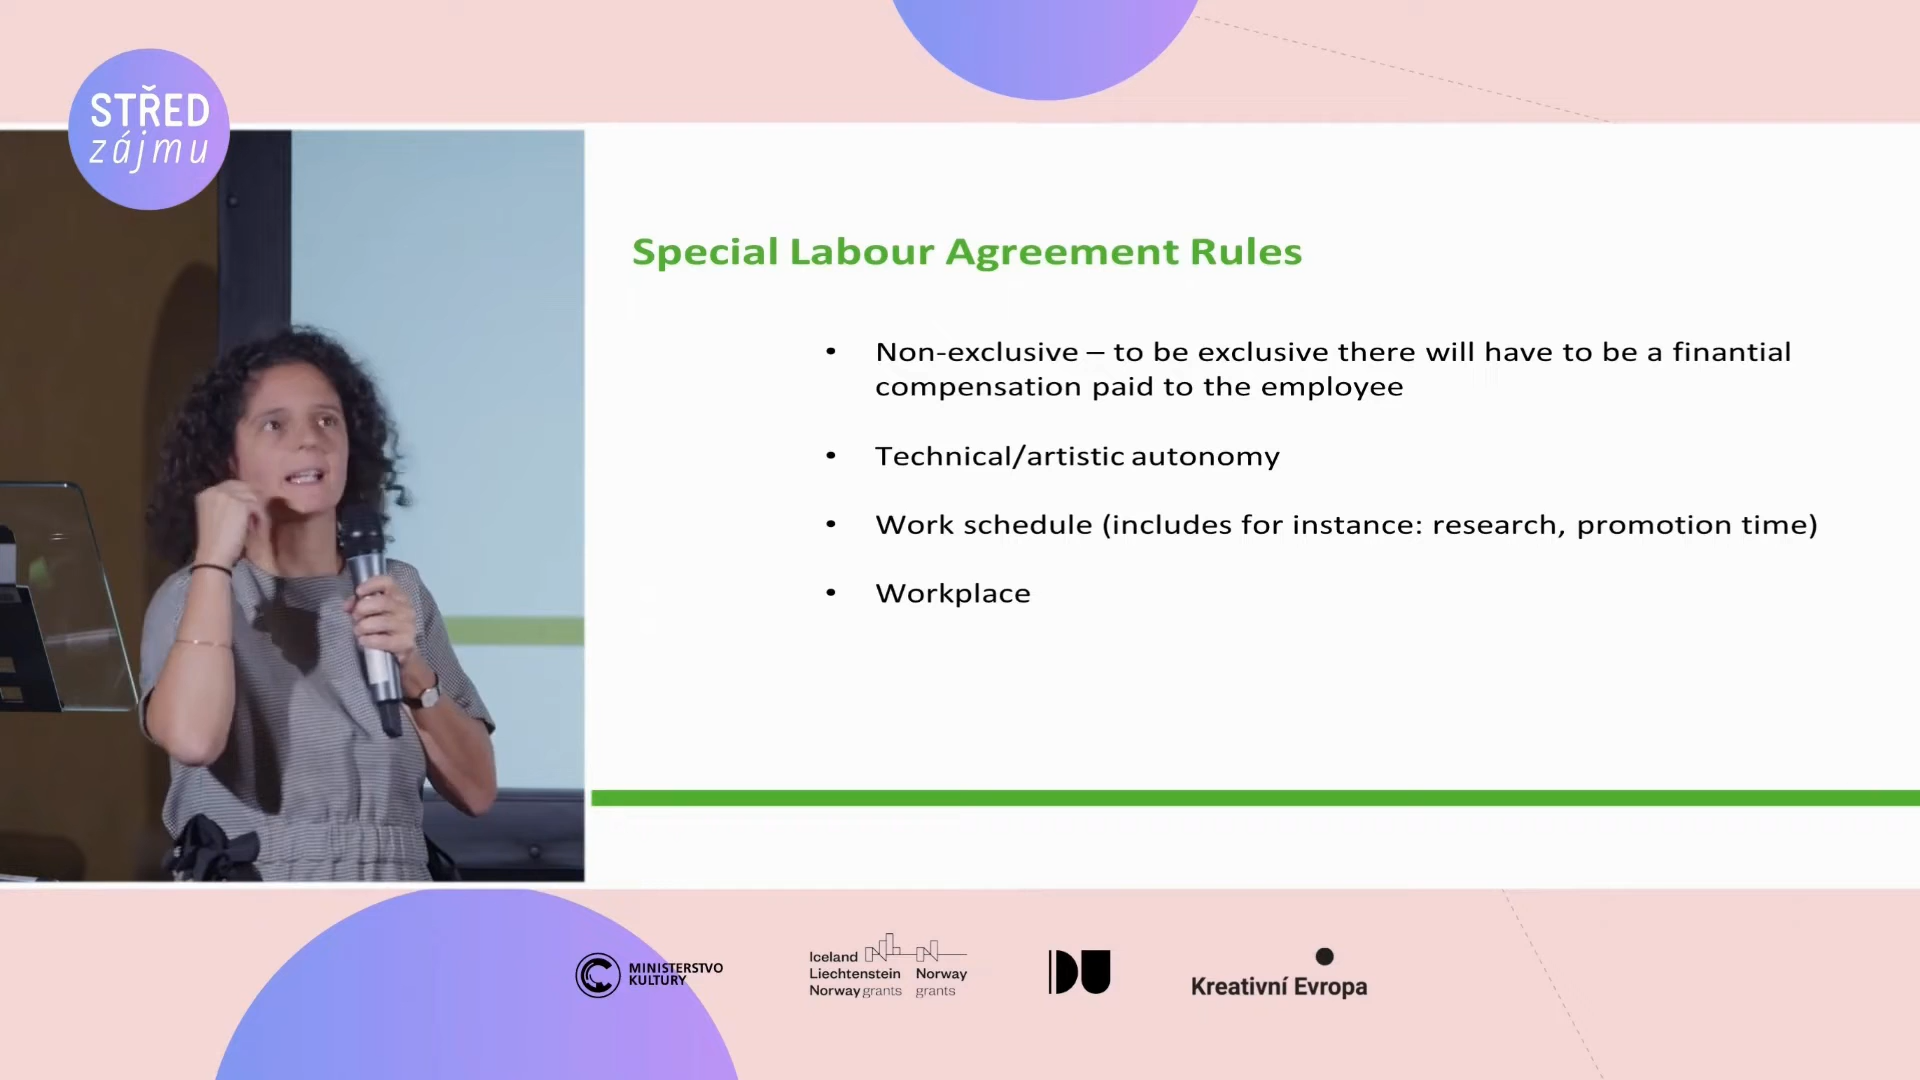 STŘED
zájmu
Special Labour Agreement Rules
• Non-exclusive – to be exclusive there will have to be a finantial
compensation paid to the employee
• Technical/artistic autonomy
• Work schedule (includes for instance: research, promotion time)
• Workplace
MINISTERSTVO
KULTURY
Iceland
Liechtenstein
Norway grants
Norway
grants
DU
Kreativní Evropa